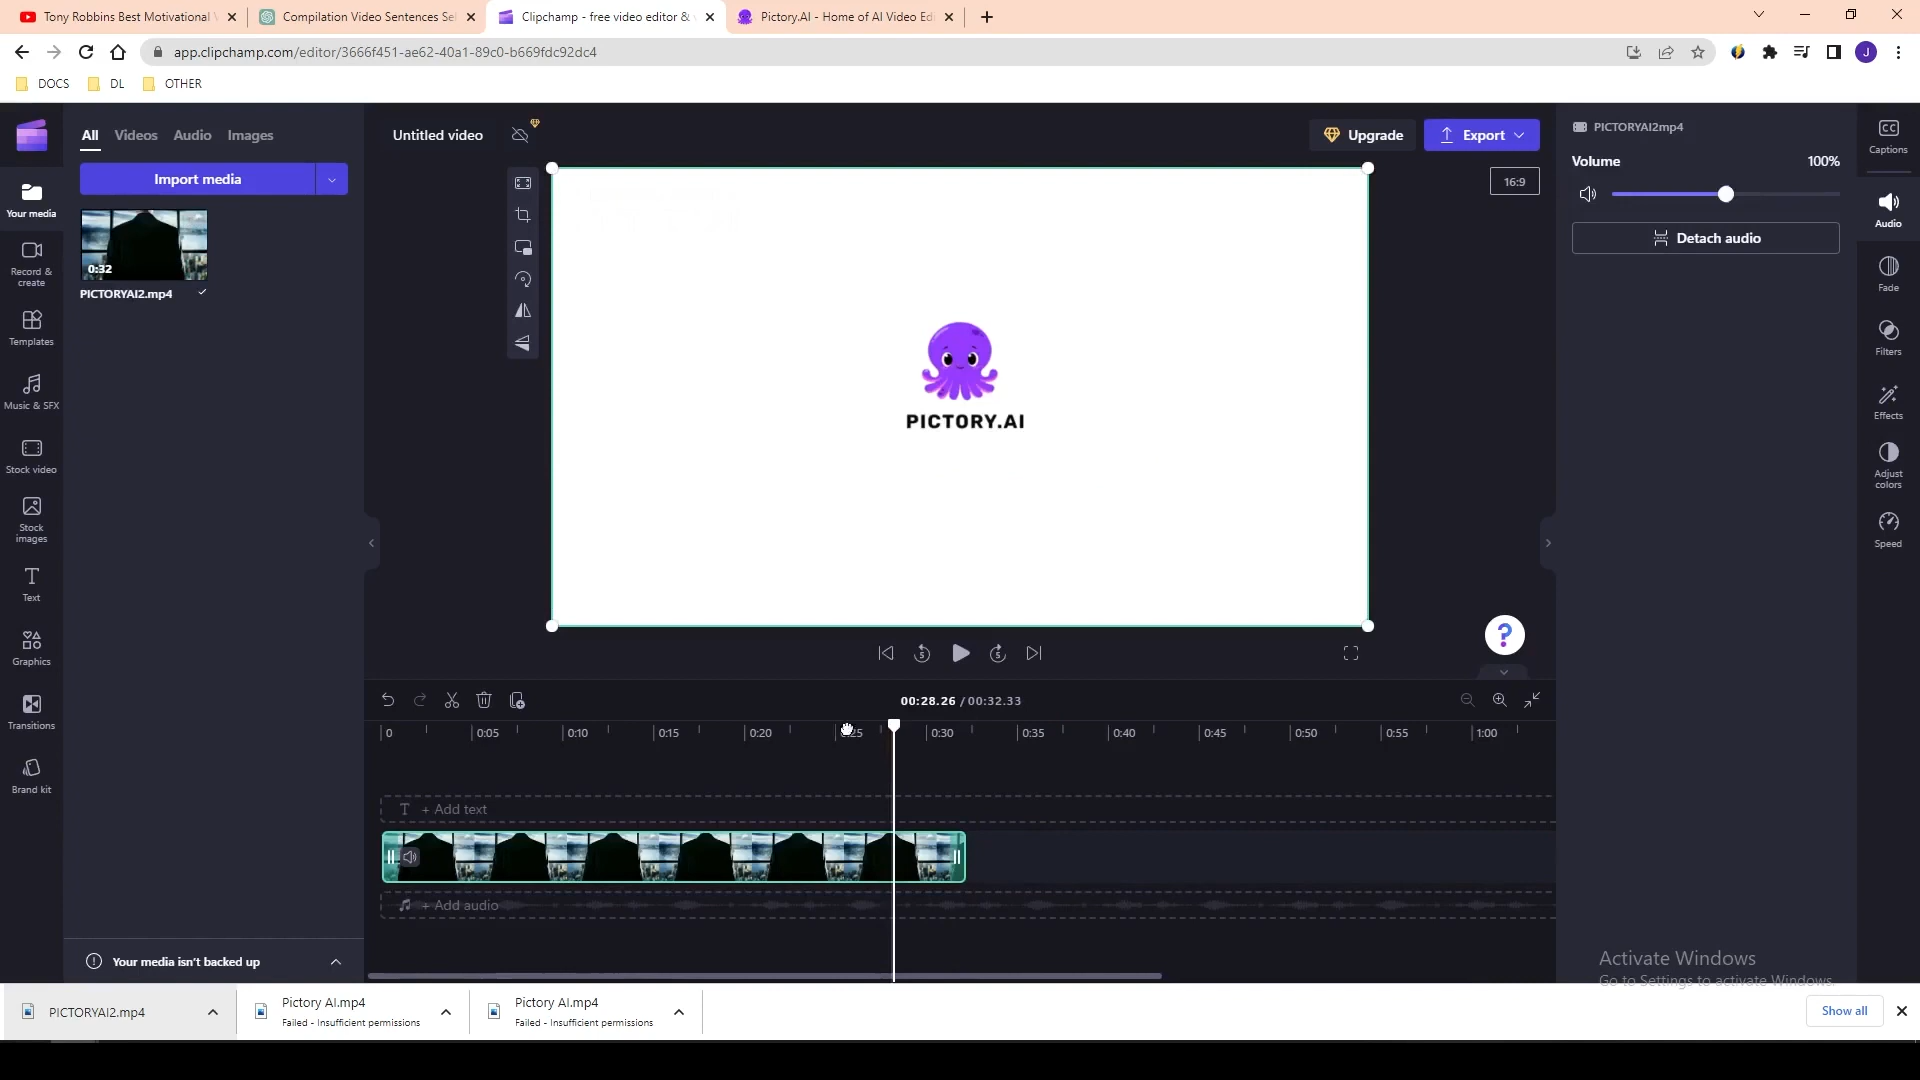 Tony Robbins Best Motivational
Compilation Video Sentences Se
Clipchamp - free video editor &
Pictory.AI - Home of AI Video Edi
app.clipchamp.com/editor/3666f451-ae62-40a1-89c0-b669fdc92dc4
J
DOCS
DL
OTHER
All
Videos
Audio
Images
Untitled video
Upgrade
Export
PICTORYAI2mp4
CC
Captions
Import media
Volume
100%
16:9
Your media
Audio
0:32
PICTORYAI2.mp4
Detach audio
Record &
create
Fade
Templates
Filters
Music & SFX
Effects
PICTORY.AI
Stock video
Adjust
colors
Stock
images
Speed
Text
Graphics
5
5
?
Transitions
00:28.26 / 00:32.33
0
0:05
0:10
0:15
0:20
0:30
0:35
0:40
0:45
0:50
0:55
1:00
Brand kit
T + Add text
+ Add audio
Your media isn't backed up
Activate Windows
Go to Settings to activate Windows.
PICTORYAI2.mp4
Pictory AI.mp4
Failed - Insufficient permissions
Pictory AI.mp4
Failed - Insufficient permissions
Show all